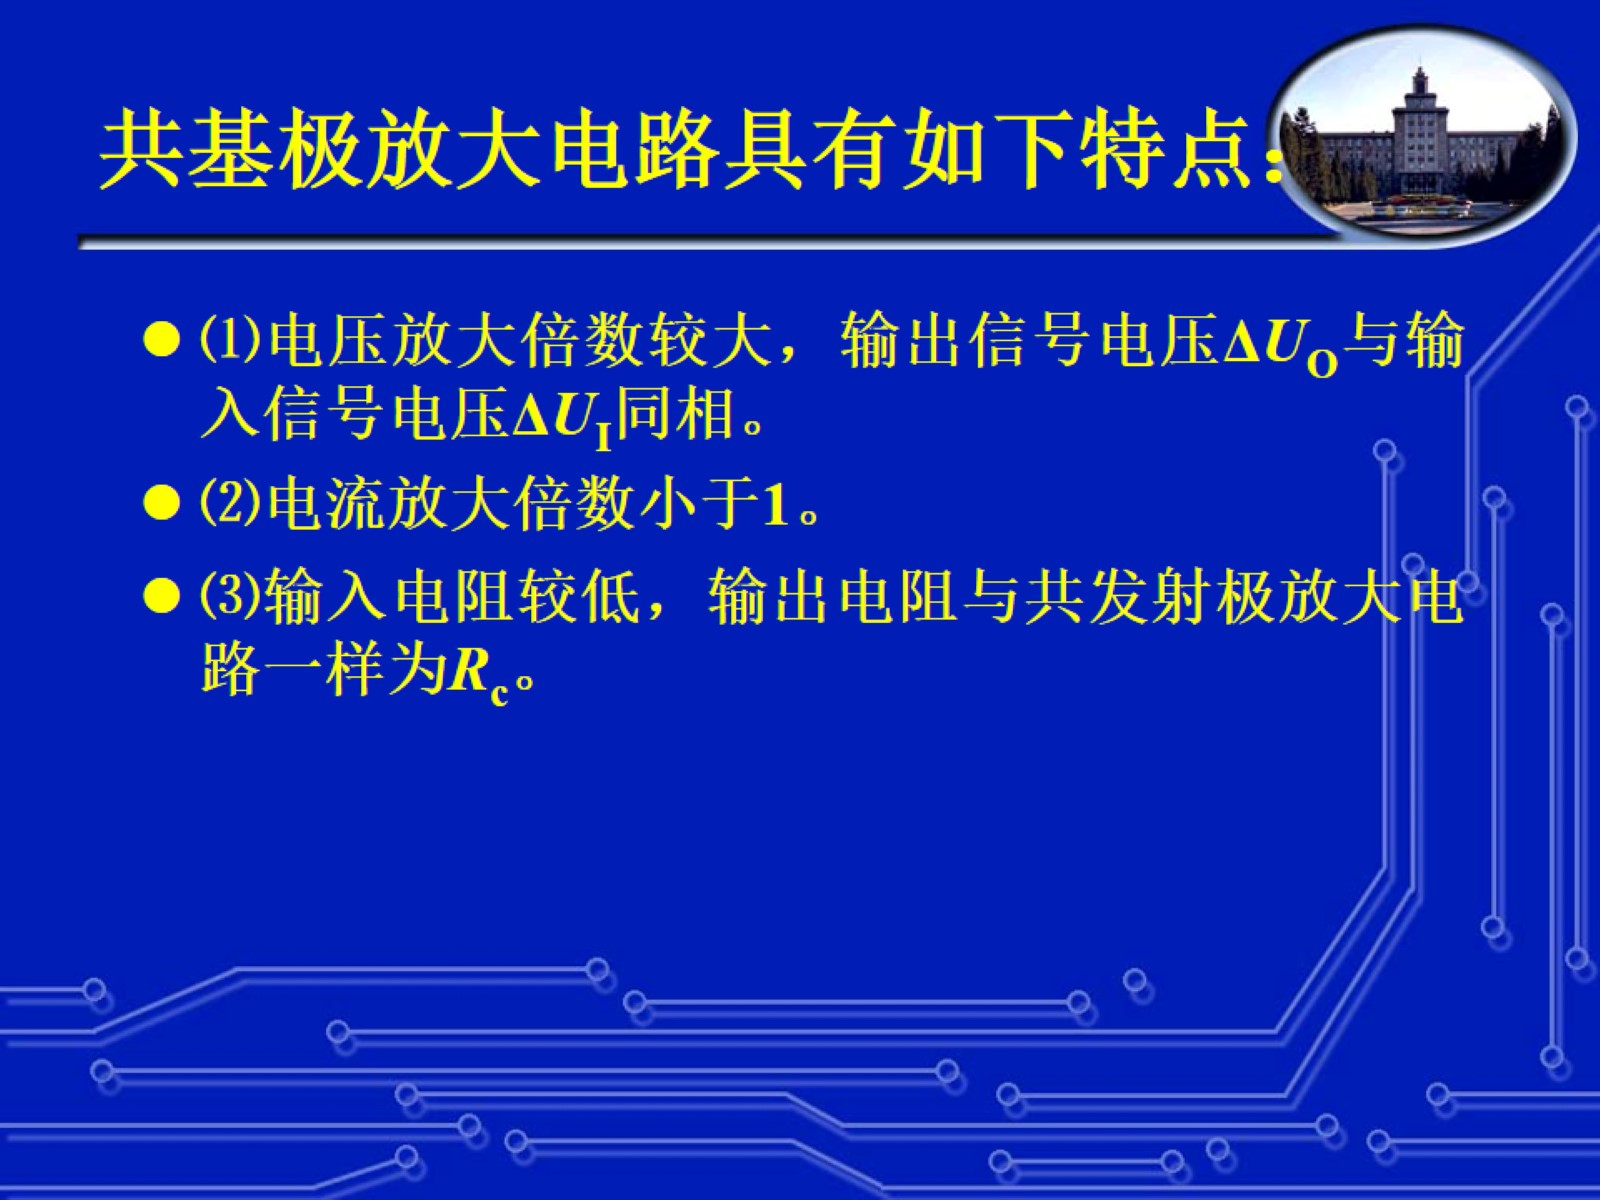 共基极放大电路具有如下特点：
●⑴电压放大倍数较大，输出信号电压ΔUO与输
入信号电压ΔUI同相。
●⑵电流放大倍数小于1。
●⑶输入电阻较低，输出电阻与共发射极放大电
路一样为Rc。